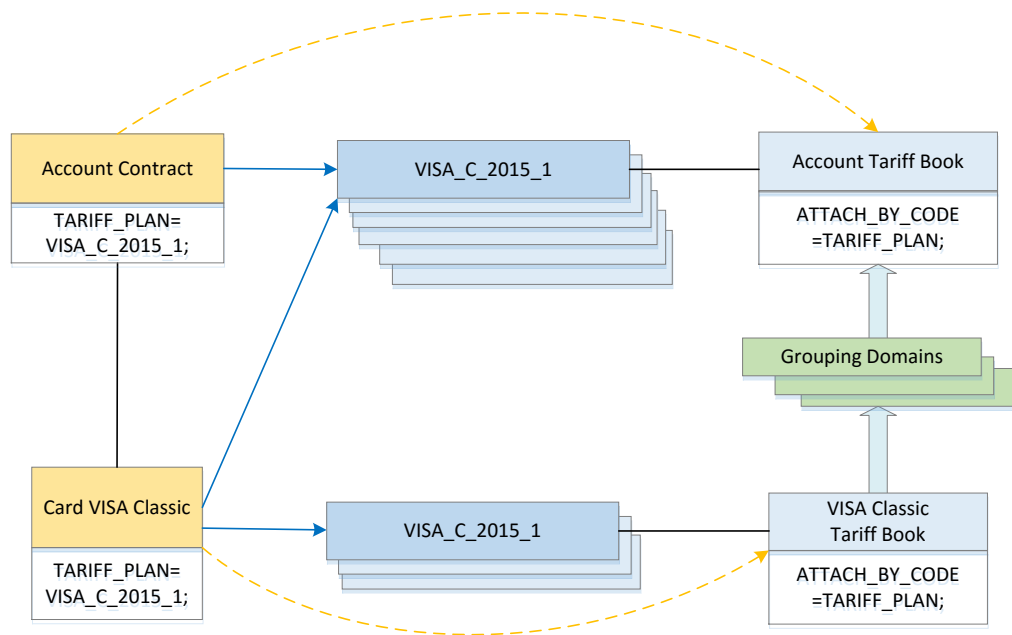 Account Contract
TARIFF_PLAN=
VISA_C_2015_1;
VISA_C_2015_1
Account Tariff Book
ATTACH_BY_CODE
=TARIFF_PLAN;
Grouping Domains
Card VISA Classic
TARIFF_PLAN=
VISA_C_2015_1;
VISA_C_2015_1
VISA Classic
Tariff Book
ATTACH_BY_CODE
=TARIFF_PLAN;